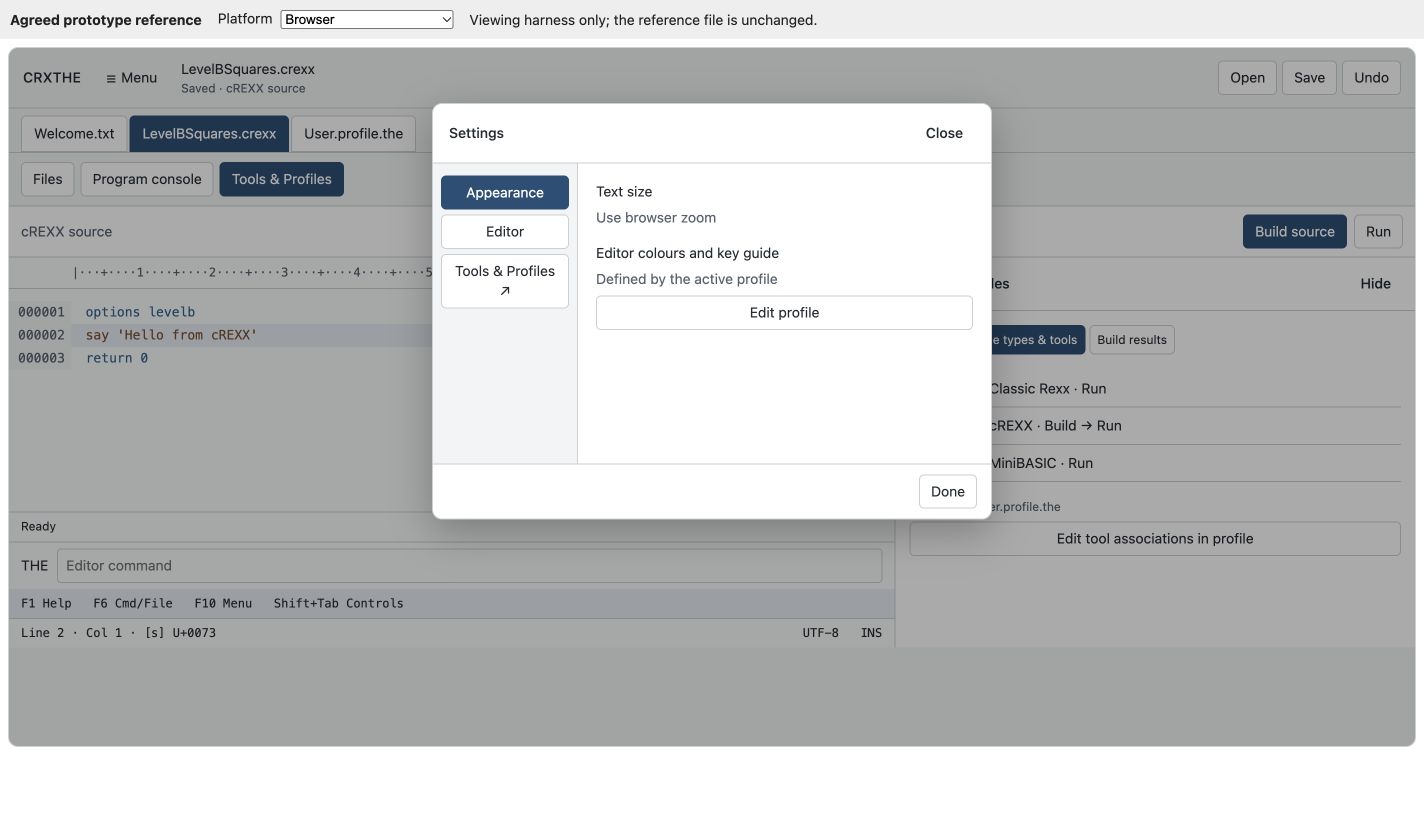 Agreed prototype reference Platform Browser Viewing harness only; the reference file is unchanged.
CRXTHE ≡ Menu
LevelBSquares.crexx
Saved · cREXX source
Open Save Undo
Welcome.txt LevelBSquares.crexx User.profile.the
Files Program console Tools & Profiles
cREXX source
Build source Run
|···+····1····+····2····+····3····+····4····+····5
000001 options levelb
000002 say 'Hello from cREXX'
000003 return 0
Settings
Close
Appearance
Editor
Tools & Profiles
↗
Text size
Use browser zoom
Editor colours and key guide
Defined by the active profile
Edit profile
Done
Hide
types & tools Build results
Classic Rexx · Run
cREXX · Build → Run
MiniBASIC · Run
er.profile.the
Edit tool associations in profile
Ready
THE Editor command
F1 Help F6 Cmd/File F10 Menu Shift+Tab Controls
Line 2 · Col 1 · [s] U+0073
UTF-8 INS